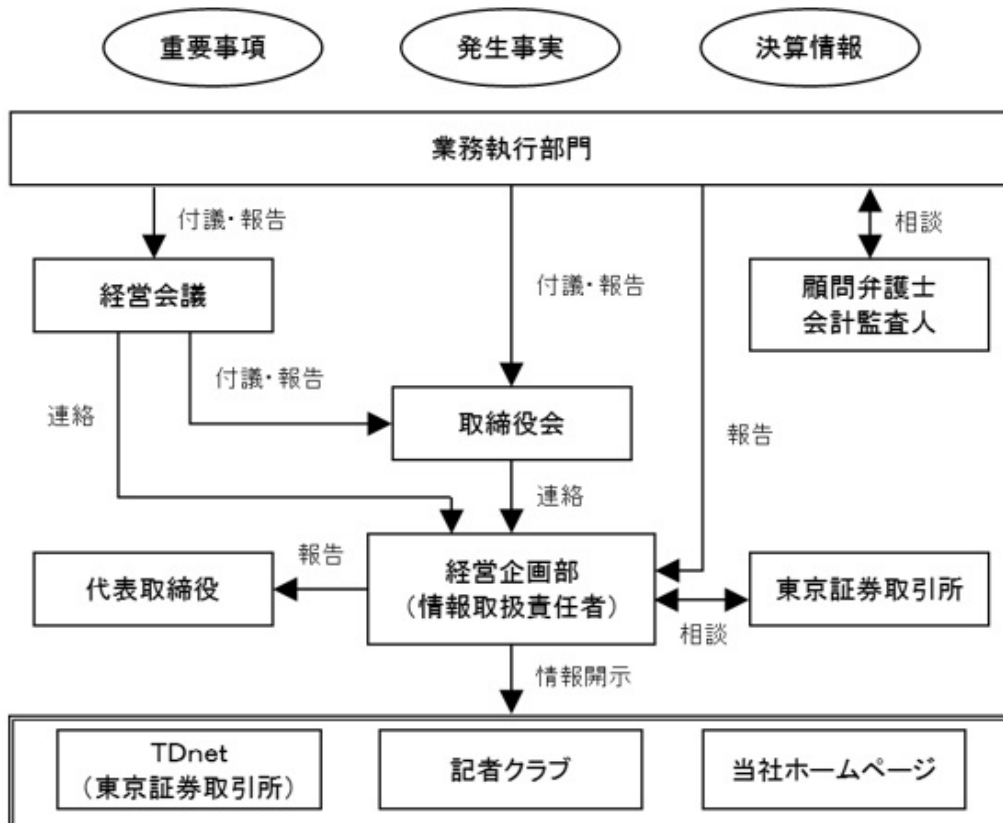 重要事項
発生事実
決算情報
業務執行部門
付議・報告
相談
経営会議
付議・報告
顧問弁護士
会計監査人
付議・報告
連絡
取締役会
報告
連絡
報告
代表取締役
経営企画部
（情報取扱責任者）
東京証券取引所
相談
情報開示
TDnet
（東京証券取引所）
記者クラブ
当社ホームページ